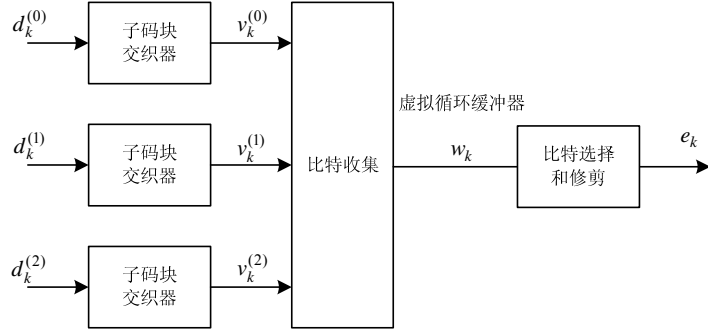 d_k^{(0)}
子码块
交织器
v_k^{(0)}
虚拟循环缓冲器
d_k^{(1)}
子码块
交织器
v_k^{(1)}
比特收集
w_k
比特选择
和修剪
e_k
d_k^{(2)}
子码块
交织器
v_k^{(2)}